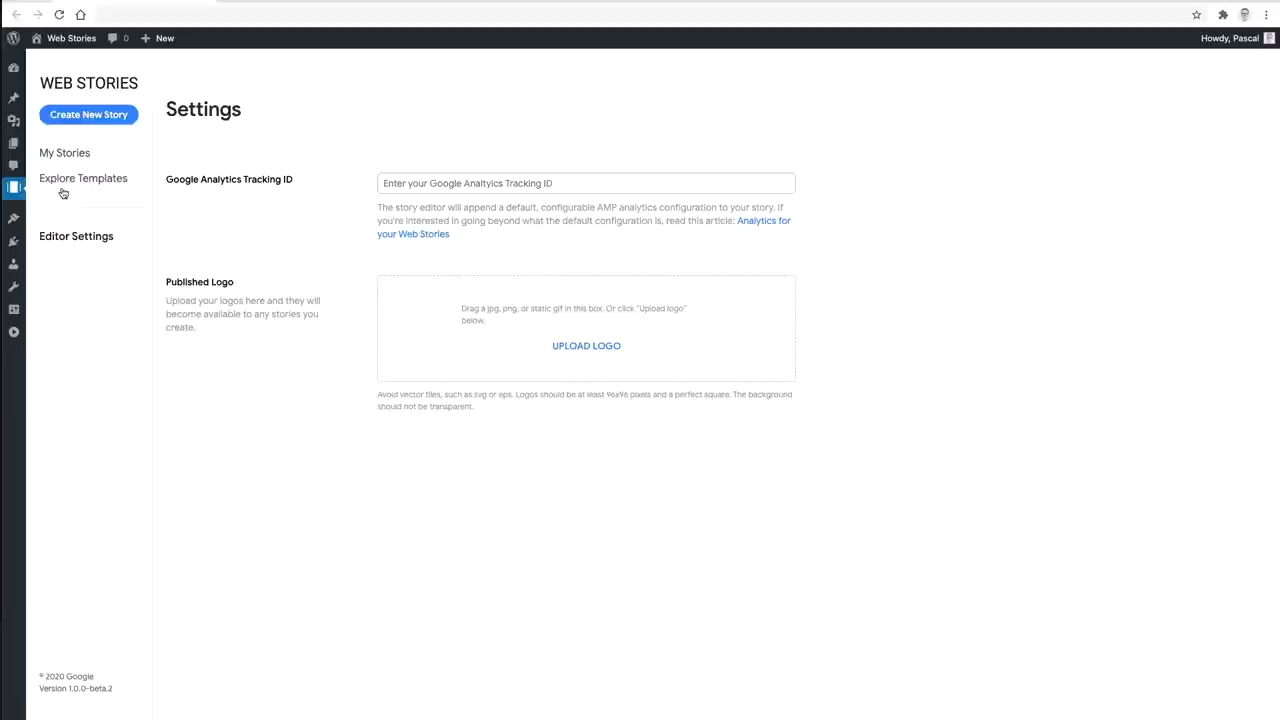 Web Stories 0 New Howdy, Pascal
WEB STORIES
Create New Story
My Stories
Explore Templates
Editor Settings
© 2020 Google
Version 1.0.0-beta.2
Settings
Google Analytics Tracking ID
Enter your Google Analtyics Tracking ID
The story editor will append a default, configurable AMP analytics configuration to your story. If
you're interested in going beyond what the default configuration is, read this article: Analytics for
your Web Stories
Published Logo
Upload your logos here and they will
become available to any stories you
create.
Drag a jpg, png, or static gif in this box. Or click "Upload logo"
below.
UPLOAD LOGO
Avoid vector files, such as svg or eps. Logos should be at least 96x96 pixels and a perfect square. The background
should not be transparent.